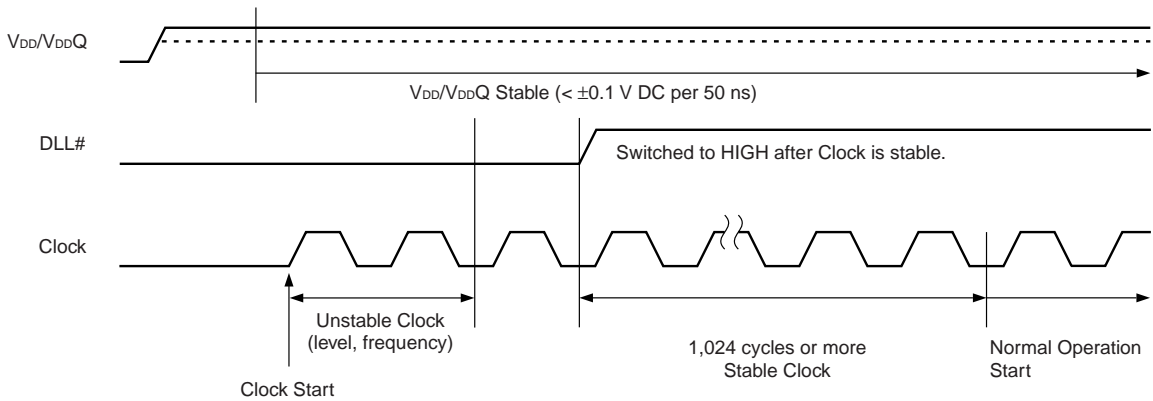 VDD/VDDQ
VDD/VDDQ Stable (< ±0.1 V DC per 50 ns)
DLL#
Switched to HIGH after Clock is stable.
Clock
Unstable Clock
(level, frequency)
1,024 cycles or more
Stable Clock
Normal Operation
Start
Clock Start